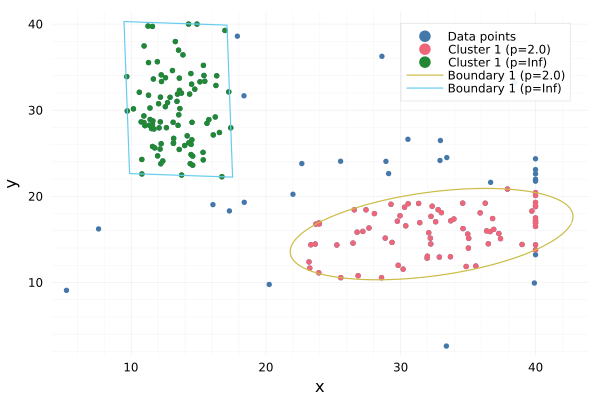 40
30
20
10
y
10
20
30
40
x
Data points
Cluster 1 (p=2.0)
Cluster 1 (p=Inf)
Boundary 1 (p=2.0)
Boundary 1 (p=Inf)